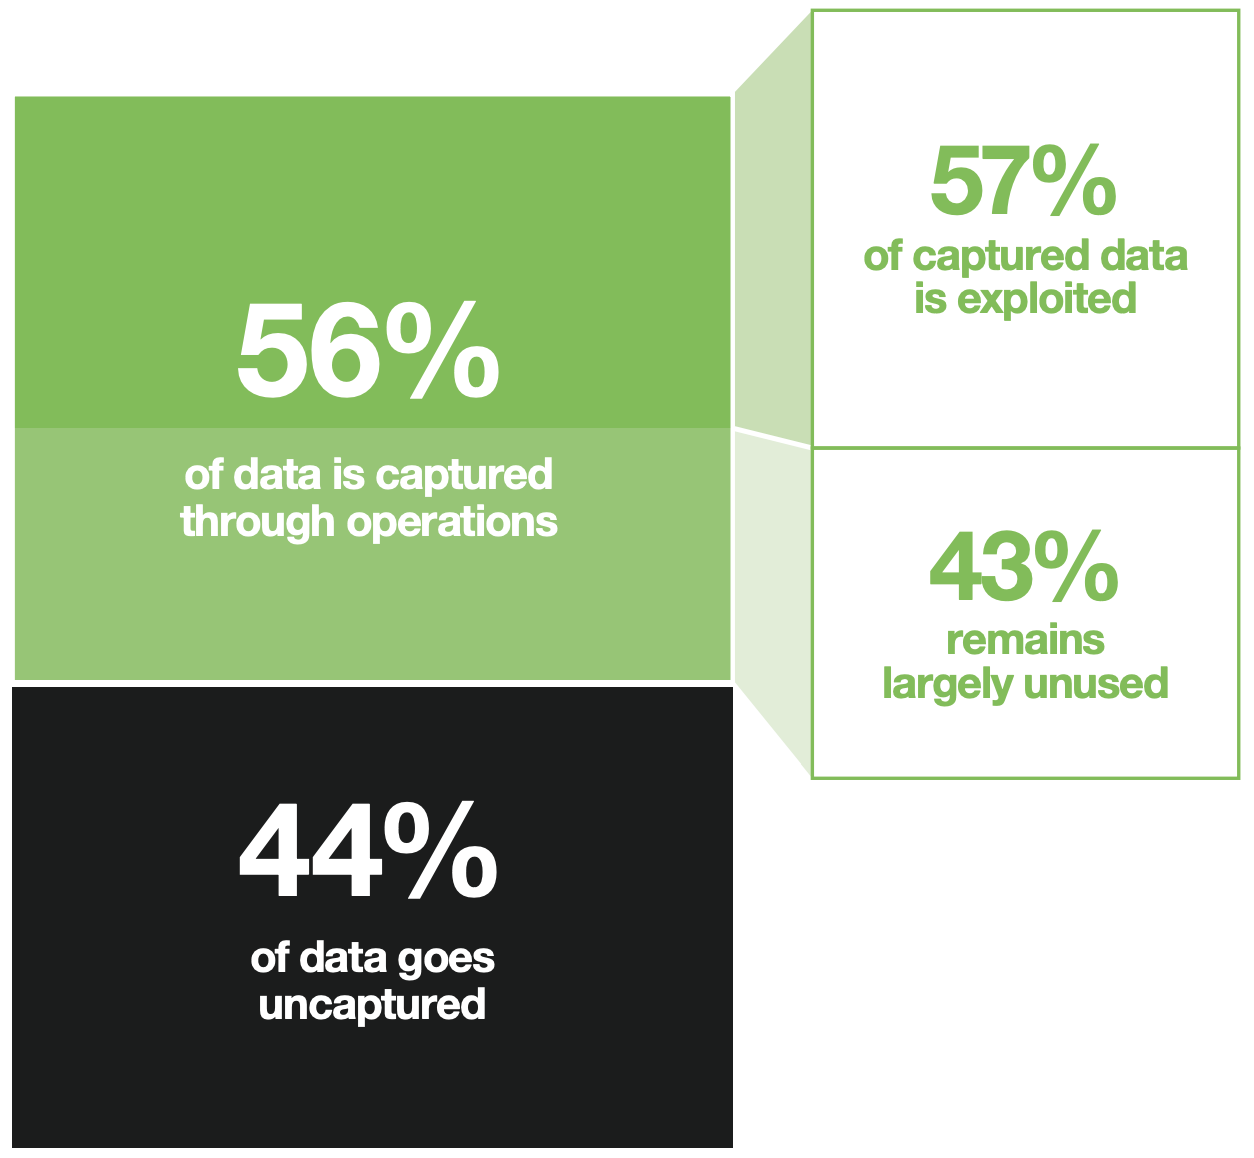 56%
of data is captured
through operations
44%
of data goes
uncaptured
57%
of captured data
is exploited
43%
remains
largely unused